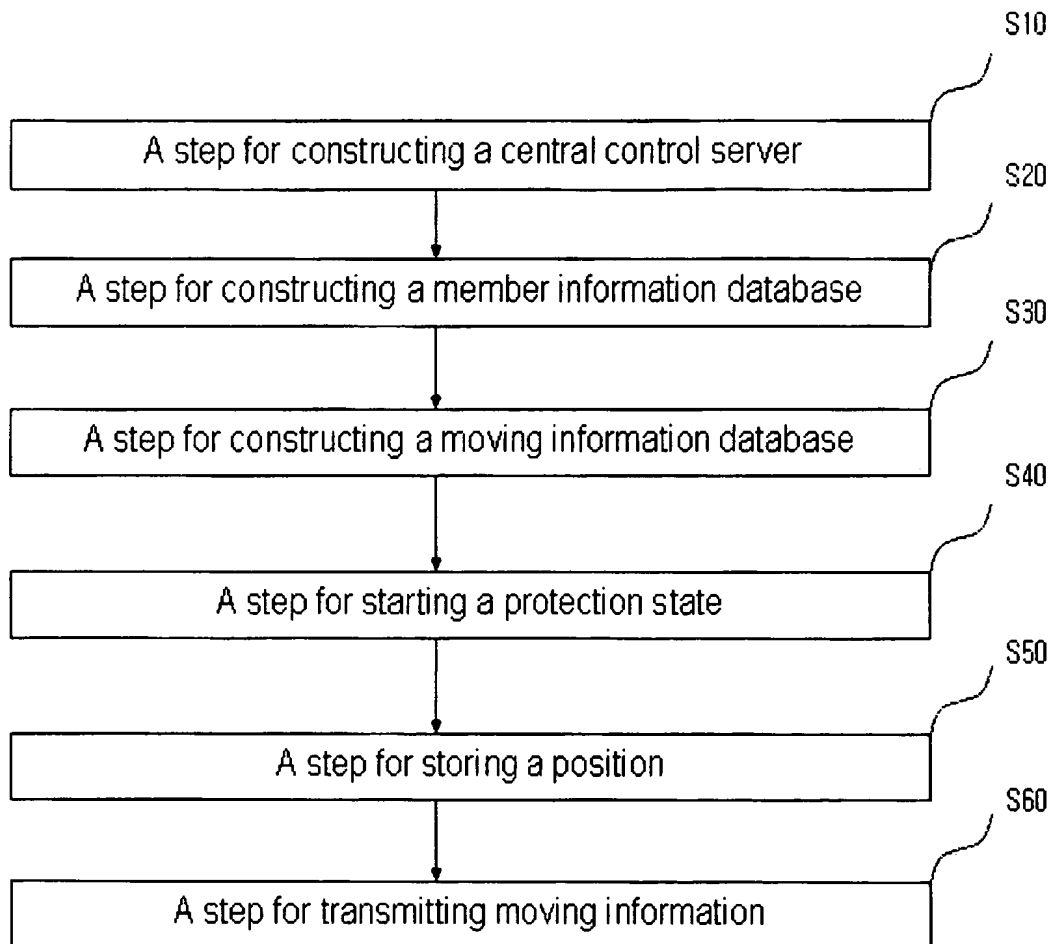 S10
A step for constructing a central control server
S20
A step for constructing a member information database
S30
A step for constructing a moving information database
S40
A step for starting a protection state
S50
A step for storing a position
S60
A step for transmitting moving information